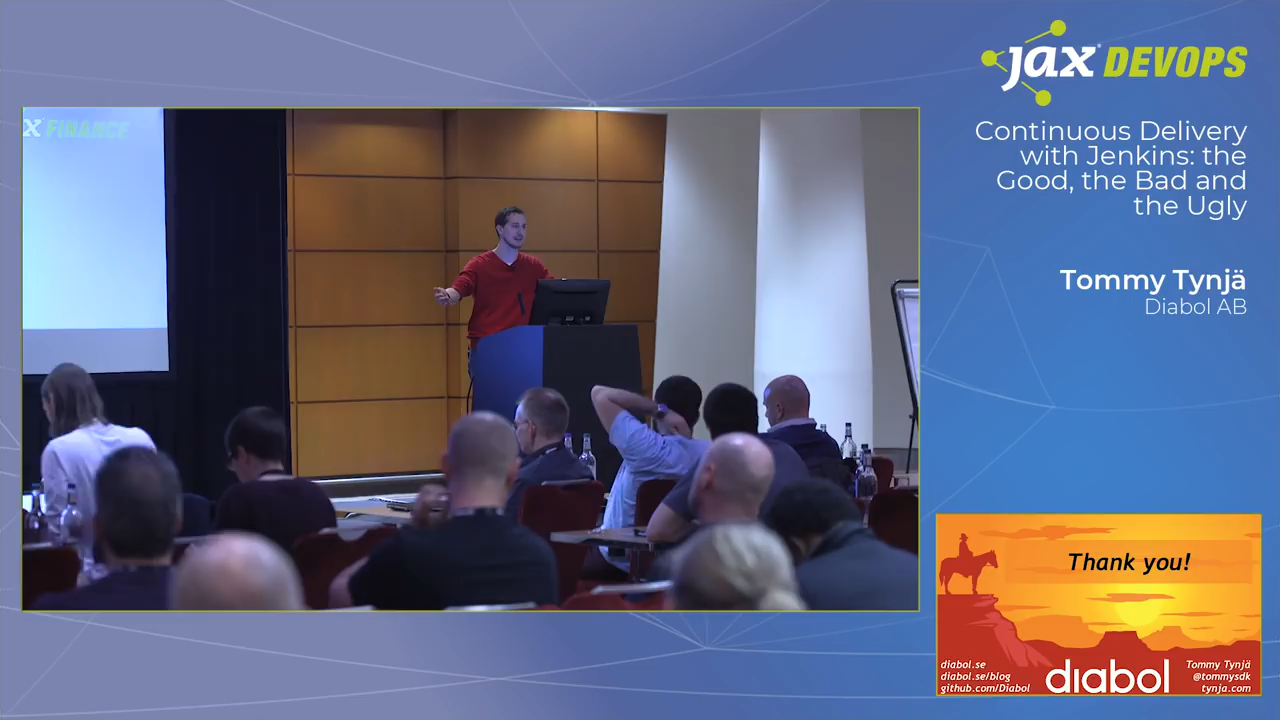 X FINANCE
JAX DEVOPS
Continuous Delivery
with Jenkins: the
Good, the Bad and
the Ugly
Tommy Tynjä
Diabol AB
Thank you!
diabol.se
diabol.se/blog
github.com/Diabol
diabol
Tommy Tynjä
@tommysdk
tynja.com